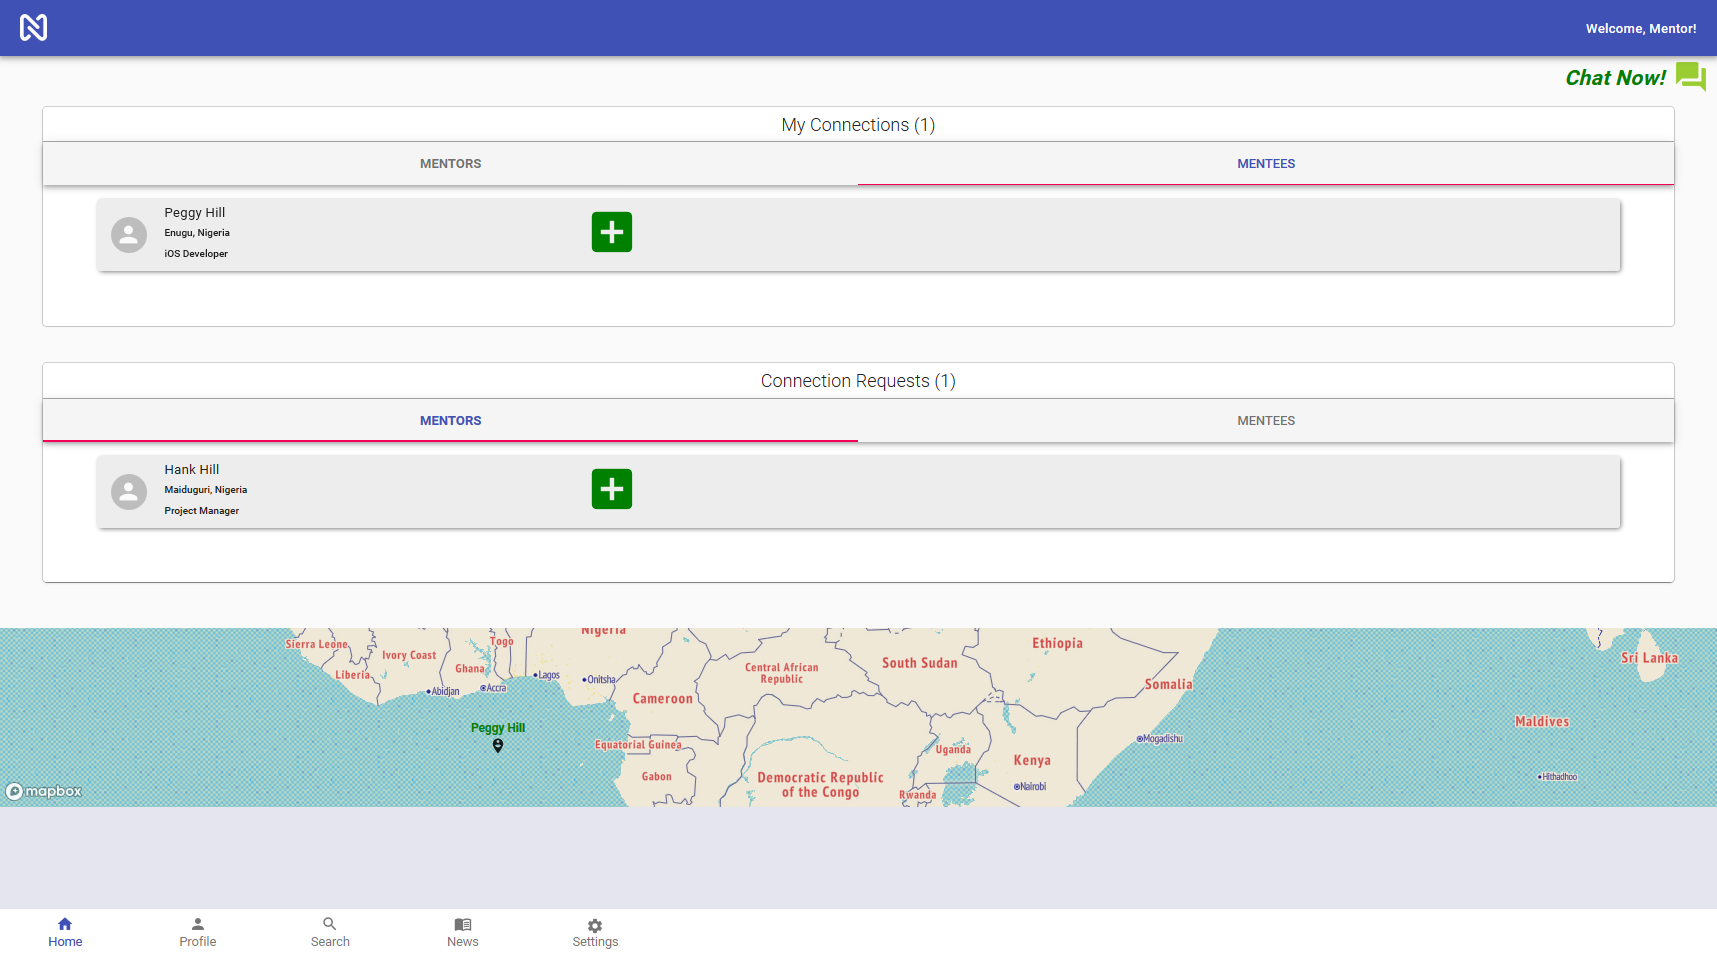 Welcome, Mentor!
Chat Now!
My Connections (1)
MENTORS
MENTEES
Peggy Hill
Enugu, Nigeria
iOS Developer
Connection Requests (1)
MENTORS
MENTEES
Hank Hill
Maiduguri, Nigeria
Project Manager
Nigeria
Sierra Leone
Togo
Ethiopia
Ivory Coast
Ghana
Central African
Republic
South Sudan
Sri Lanka
Liberia
Lagos
Onitsha
Abidjan
Accra
Cameroon
Somalia
Peggy Hill
Maldives
Equatorial Guinea
Uganda
Mogadishu
Kenya
Gabon
Democratic Republic
of the Congo
Hithadhoo
Nairobi
Rwanda
mapbox
Home
Profile
Search
News
Settings